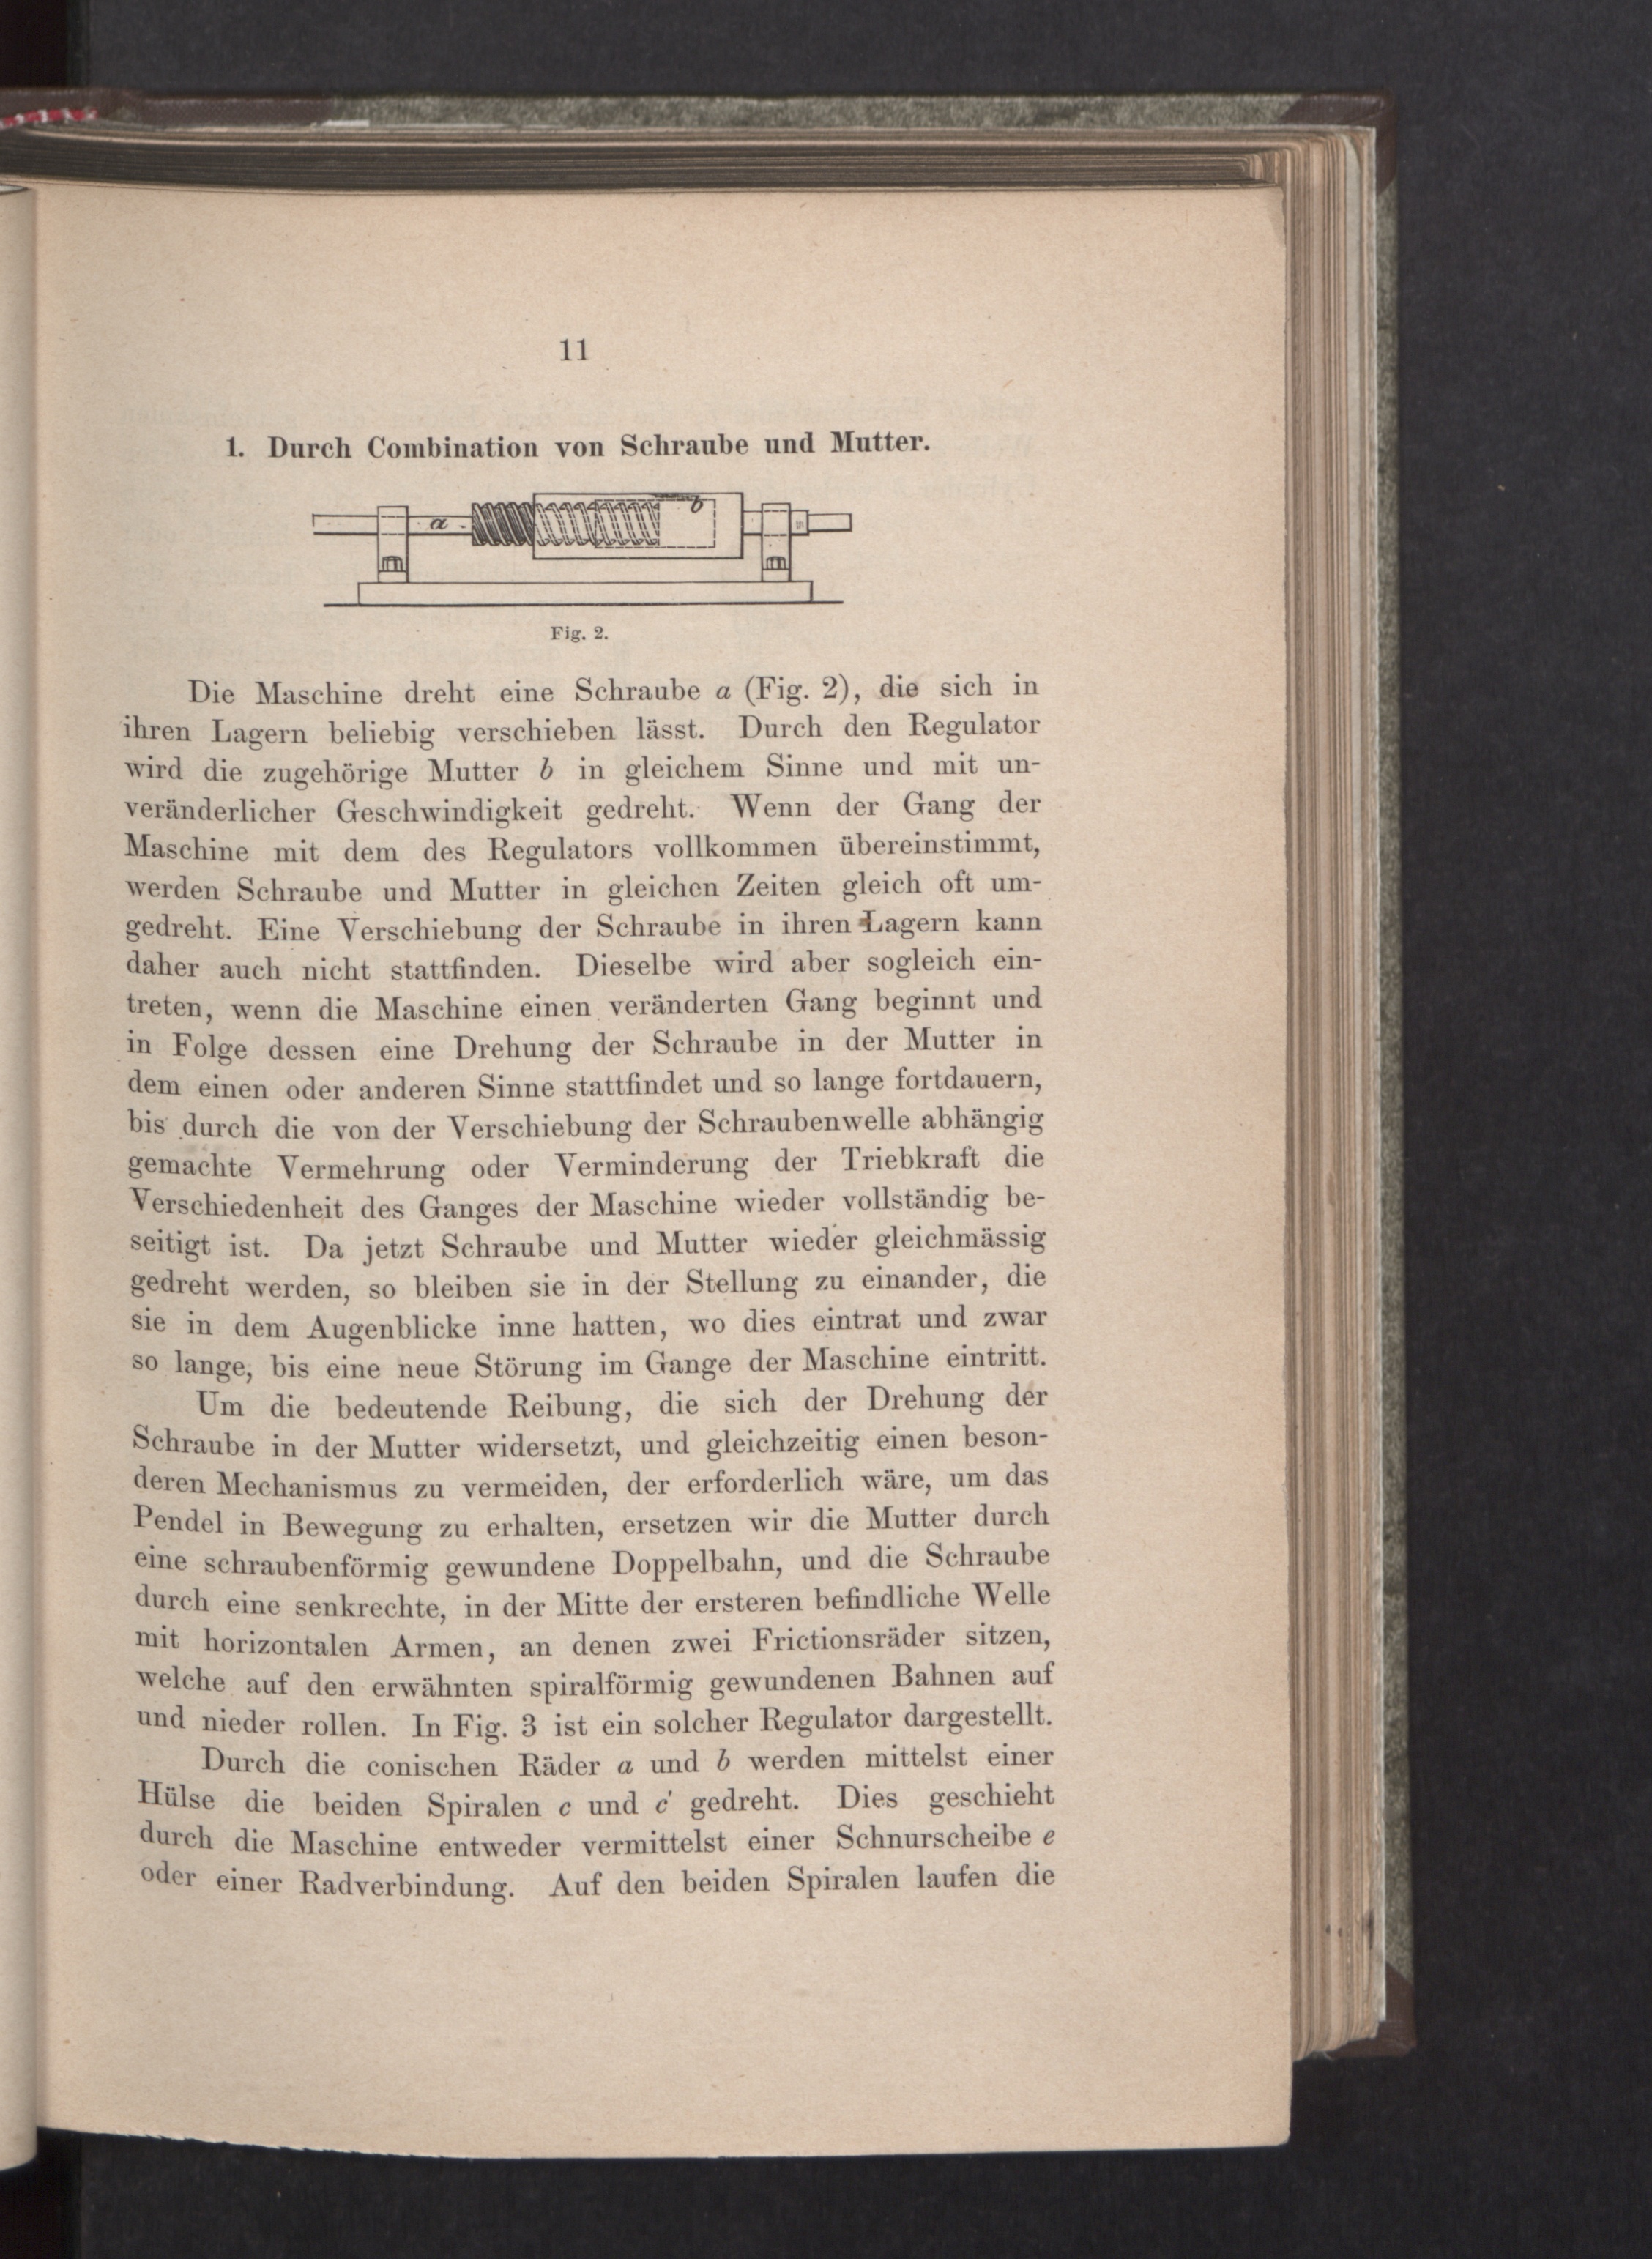 11
1. Durch Combination von Schraube und Mutter.
a
b
Fig. 2.
Die Maschine dreht eine Schraube a (Fig. 2), die sich in
ihren Lagern beliebig verschieben lässt. Durch den Regulator
wird die zugehörige Mutter b in gleichem Sinne und mit un-
veränderlicher Geschwindigkeit gedreht. Wenn der Gang der
Maschine mit dem des Regulators vollkommen übereinstimmt,
werden Schraube und Mutter in gleichen Zeiten gleich oft um-
gedreht. Eine Verschiebung der Schraube in ihren Lagern kann
daher auch nicht stattfinden. Dieselbe wird aber sogleich ein-
treten, wenn die Maschine einen veränderten Gang beginnt und
in Folge dessen eine Drehung der Schraube in der Mutter in
dem einen oder anderen Sinne stattfindet und so lange fortdauern,
bis durch die von der Verschiebung der Schraubenwelle abhängig
gemachte Vermehrung oder Verminderung der Triebkraft die
Verschiedenheit des Ganges der Maschine wieder vollständig be-
seitigt ist. Da jetzt Schraube und Mutter wieder gleichmässig
gedreht werden, so bleiben sie in der Stellung zu einander, die
sie in dem Augenblicke inne hatten, wo dies eintrat und zwar
so lange, bis eine neue Störung im Gange der Maschine eintritt.
Um die bedeutende Reibung, die sich der Drehung der
Schraube in der Mutter widersetzt, und gleichzeitig einen beson-
deren Mechanismus zu vermeiden, der erforderlich wäre, um das
Pendel in Bewegung zu erhalten, ersetzen wir die Mutter durch
eine schraubenförmig gewundene Doppelbahn, und die Schraube
durch eine senkrechte, in der Mitte der ersteren befindliche Welle
mit horizontalen Armen, an denen zwei Frictionsräder sitzen,
welche auf den erwähnten spiralförmig gewundenen Bahnen auf
und nieder rollen. In Fig. 3 ist ein solcher Regulator dargestellt.
Durch die conischen Räder a und b werden mittelst einer
Hülse die beiden Spiralen c und c' gedreht. Dies geschieht
durch die Maschine entweder vermittelst einer Schnurscheibe e
oder einer Radverbindung. Auf den beiden Spiralen laufen die